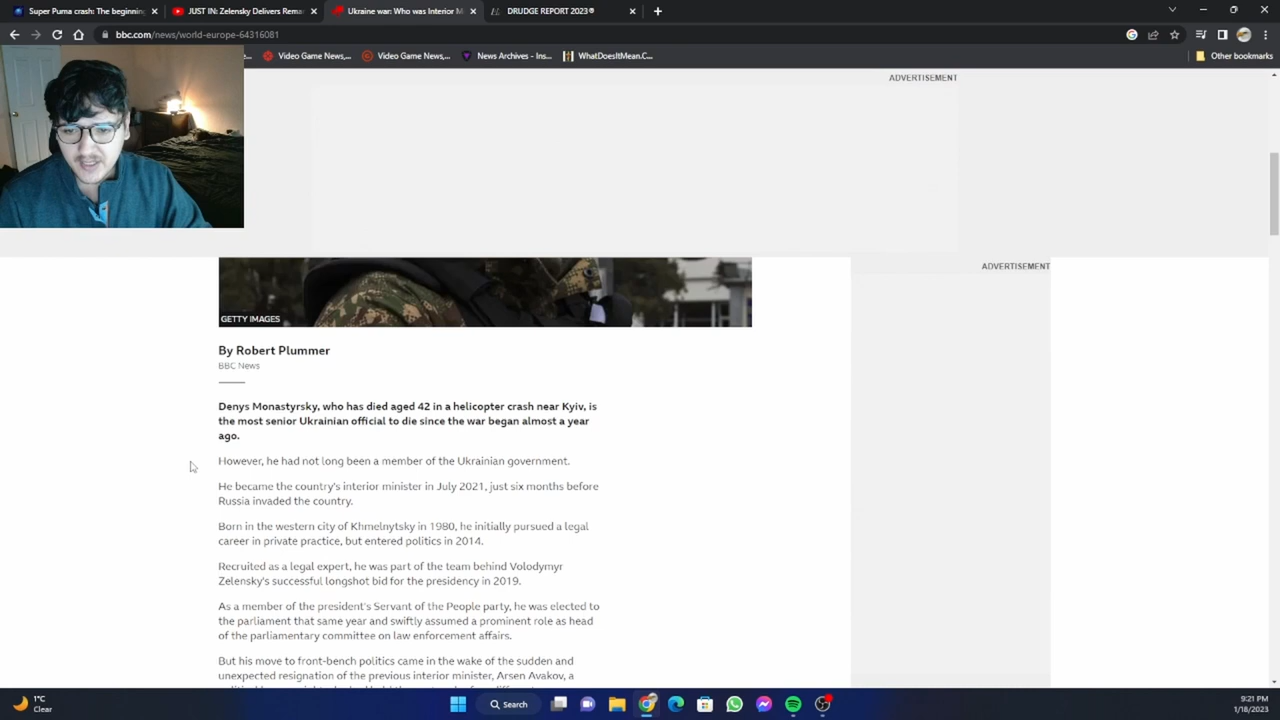 Super Puma crash: The beginning
JUST IN: Zelensky Delivers Rema
Ukraine war: Who was Interior M
DRUDGE REPORT 2023®
bbc.com/news/world-europe-64316081
e...
Video Game News,...
Video Game News,...
News Archives - Ins...
WhatDoesItMean.C...
Other bookmarks
ADVERTISEMENT
ADVERTISEMENT
GETTY IMAGES
By Robert Plummer
BBC News
Denys Monastyrsky, who has died aged 42 in a helicopter crash near Kyiv, is
the most senior Ukrainian official to die since the war began almost a year
ago.
However, he had not long been a member of the Ukrainian government.
He became the country's interior minister in July 2021, just six months before
Russia invaded the country.
Born in the western city of Khmelnytsky in 1980, he initially pursued a legal
career in private practice, but entered politics in 2014.
Recruited as a legal expert, he was part of the team behind Volodymyr
Zelensky's successful longshot bid for the presidency in 2019.
As a member of the president's Servant of the People party, he was elected to
the parliament that same year and swiftly assumed a prominent role as head
of the parliamentary committee on law enforcement affairs.
But his move to front-bench politics came in the wake of the sudden and
unexpected resignation of the previous interior minister, Arsen Avakov, a
1°C
Clear
Search
9:21 PM
1/18/2023